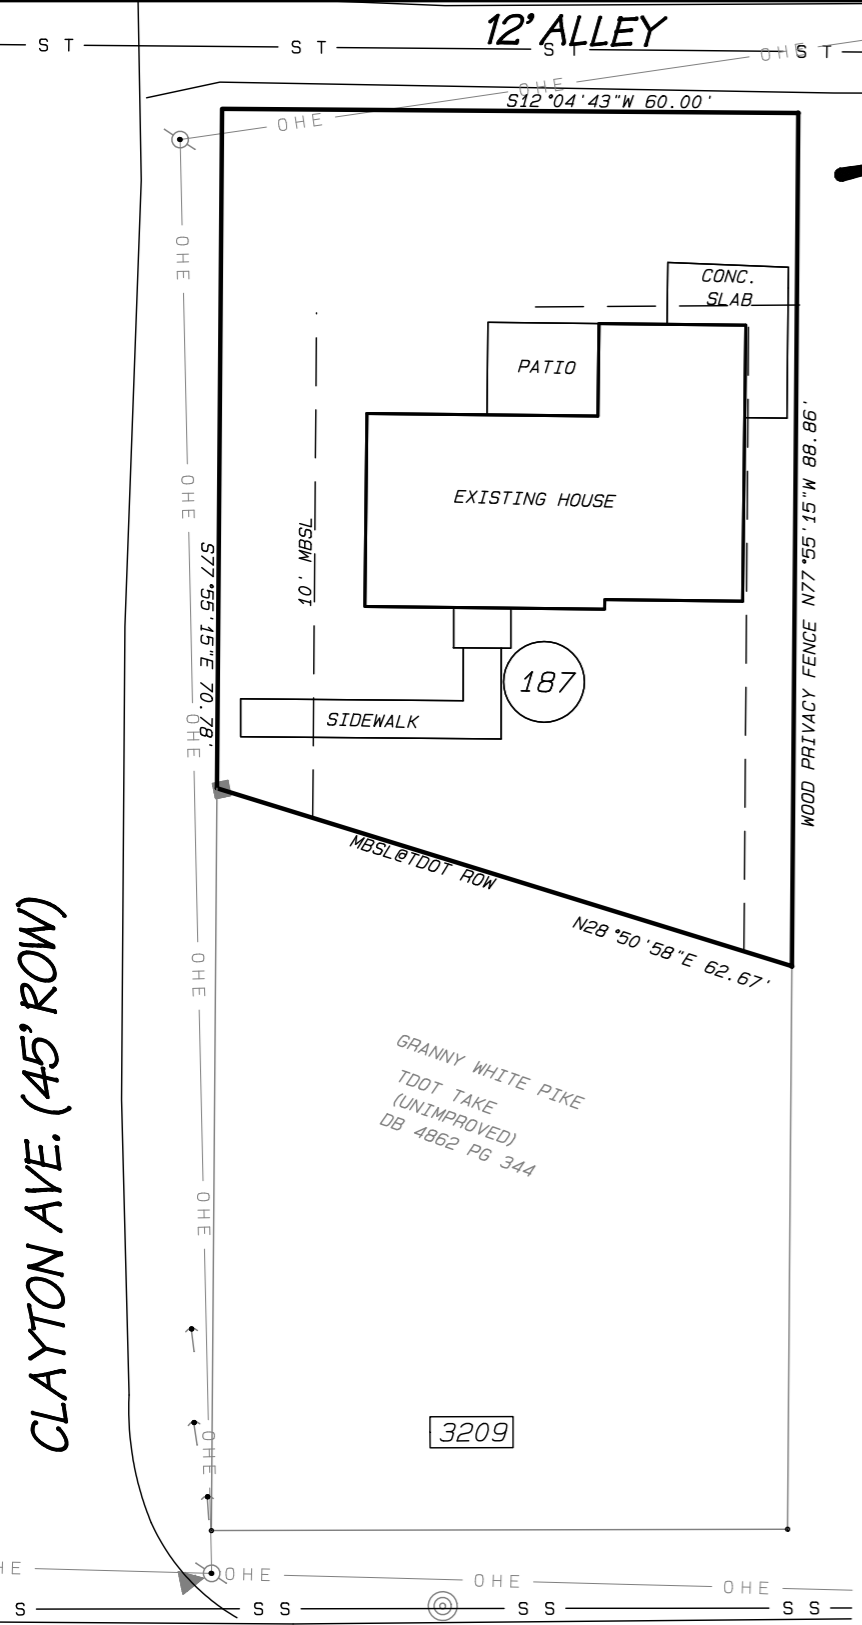 12' ALLEY
S T
S T
S T
S T
OHE
OHE
OHE
S12°04'43"W 60.00'
OHE
CONC.
SLAB
PATIO
WOOD PRIVACY FENCE N77°55'15"W 88.86'
OHE
EXISTING HOUSE
10' MBSL
S77°55'15"E 70.78'
187
SIDEWALK
OHE
MBSL@TDOT ROW
N28°50'58"E 62.67'
CLAYTON AVE. (45' ROW)
OHE
GRANNY WHITE PIKE
TDOT TAKE
(UNIMPROVED)
DB 4862 PG 344
OHE
3209
OHE
HE
OHE
OHE
OHE
S
S S
S S
S S